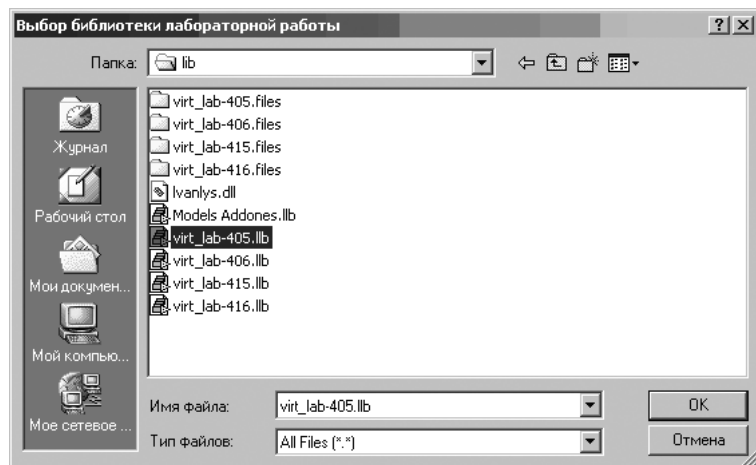 Выбор библиотеки лабораторной работы
Папка: lib
Журнал
Рабочий стол
Мои докумен...
Мой компью...
Мое сетевое ...
virt_lab-405.files
virt_lab-406.files
virt_lab-415.files
virt_lab-416.files
lvanlys.dll
Models Addones.llb
virt_lab-405.llb
virt_lab-406.llb
virt_lab-415.llb
virt_lab-416.llb
Имя файла: virt_lab-405.llb OK
Тип файлов: All Files (*.*) Отмена